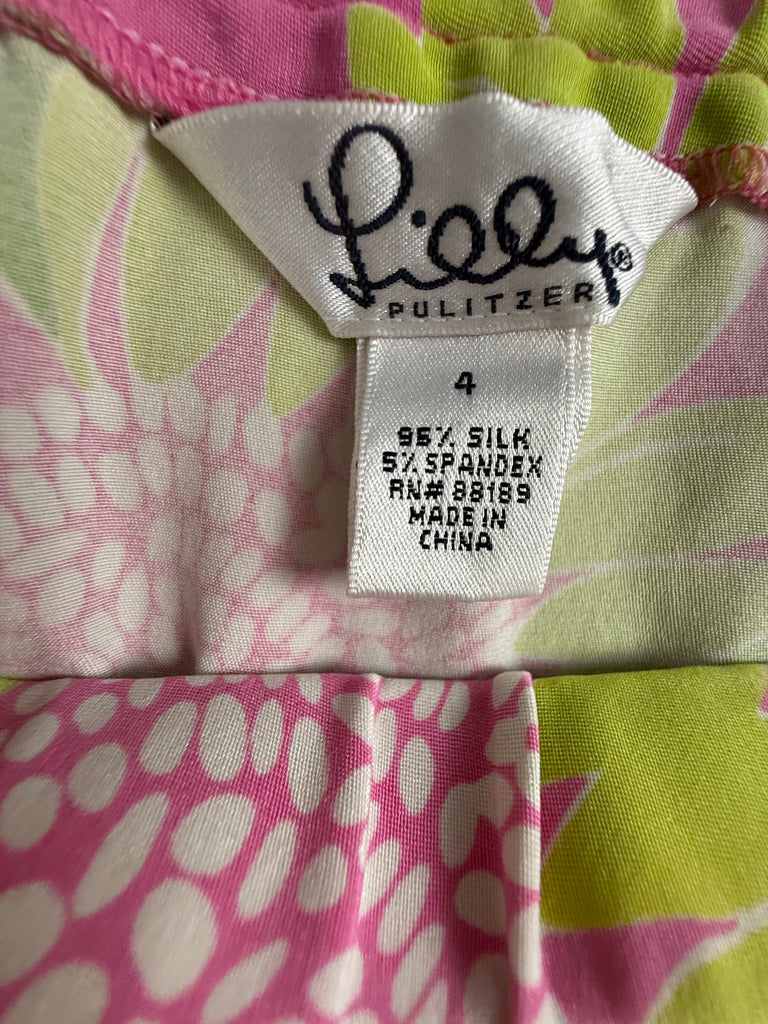 Lilly®
PULITZER
4
95% SILK
5% SPANDEX
RN# 88189
MADE IN
CHINA